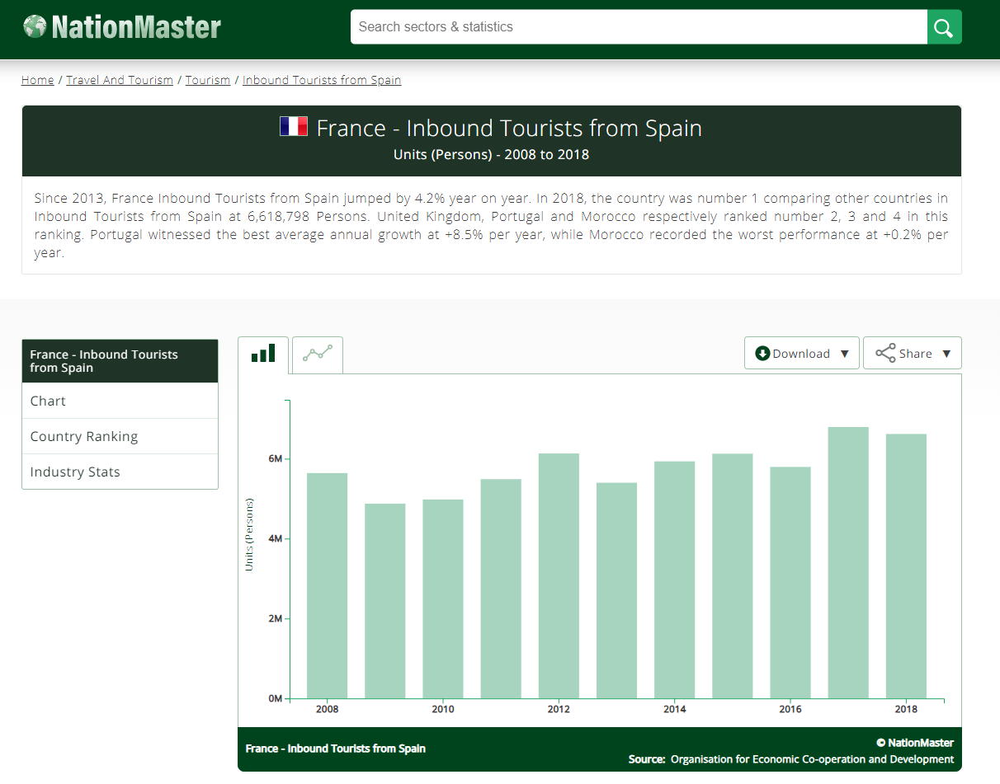 NationMaster
Search sectors & statistics
Home / Travel And Tourism / Tourism / Inbound Tourists from Spain
France - Inbound Tourists from Spain
Units (Persons) - 2008 to 2018
Since 2013, France Inbound Tourists from Spain jumped by 4.2% year on year. In 2018, the country was number 1 comparing other countries in
Inbound Tourists from Spain at 6,618,798 Persons. United Kingdom, Portugal and Morocco respectively ranked number 2, 3 and 4 in this
ranking. Portugal witnessed the best average annual growth at +8.5% per year, while Morocco recorded the worst performance at +0.2% per
year.
France - Inbound Tourists
from Spain
Chart
Country Ranking
Industry Stats
Download ▼
Share ▼
Units (Persons)
6M
4M
2M
0M
2008
2010
2012
2014
2016
2018
France - Inbound Tourists from Spain
© NationMaster
Source: Organisation for Economic Co-operation and Development